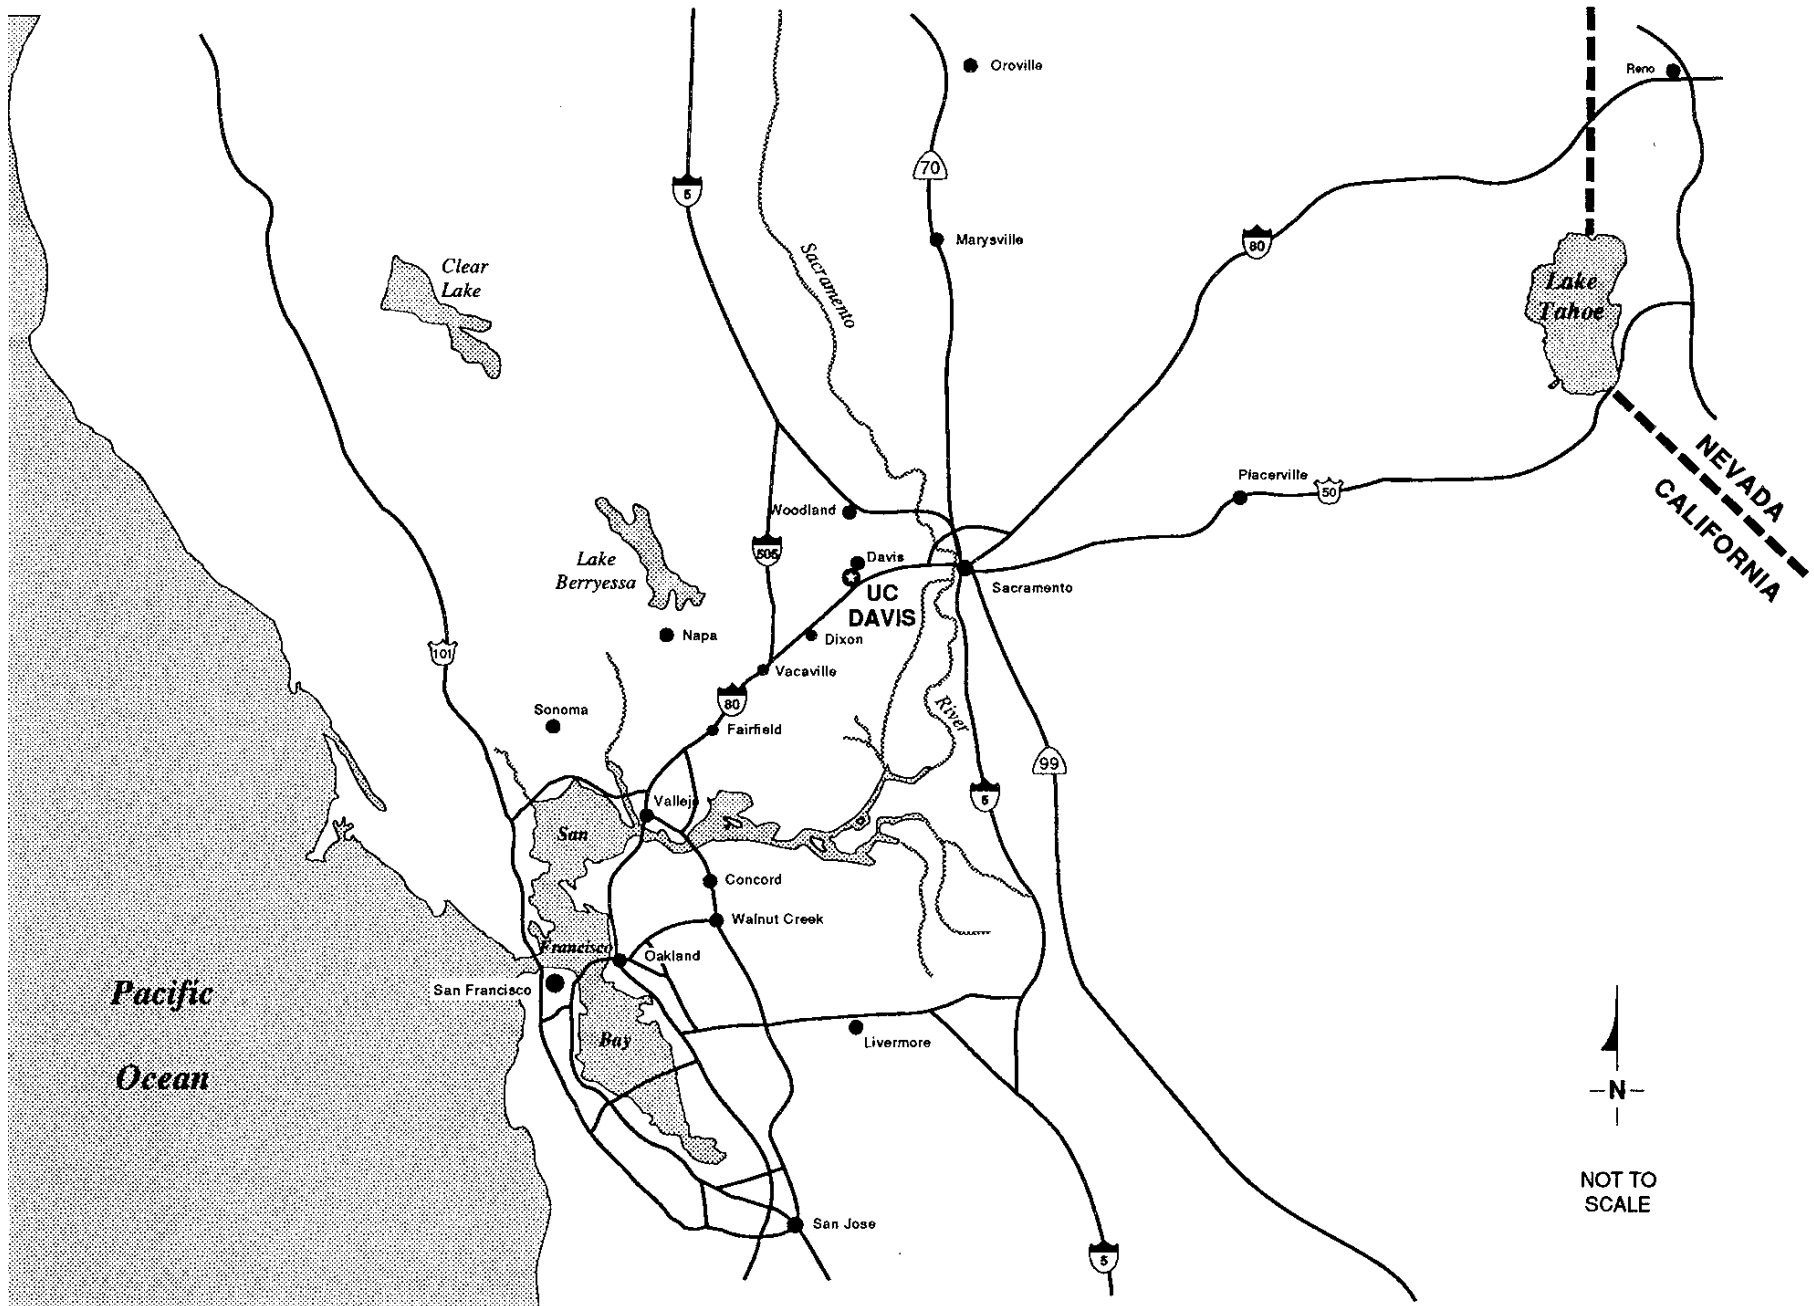 Oroville
Reno
70
5
Marysville
80
Sacramento
Clear
Lake
Lake
Tahoe
Placerville
50
NEVADA
CALIFORNIA
Woodland
505
Davis
UC
DAVIS
Lake
Berryessa
Sacramento
Napa
Dixon
101
Vacaville
80
River
Sonoma
Fairfield
99
5
Vallejo
San
Concord
Walnut Creek
Francisco
Oakland
San Francisco
Pacific
Ocean
Bay
Livermore
N
NOT TO
SCALE
San Jose
5